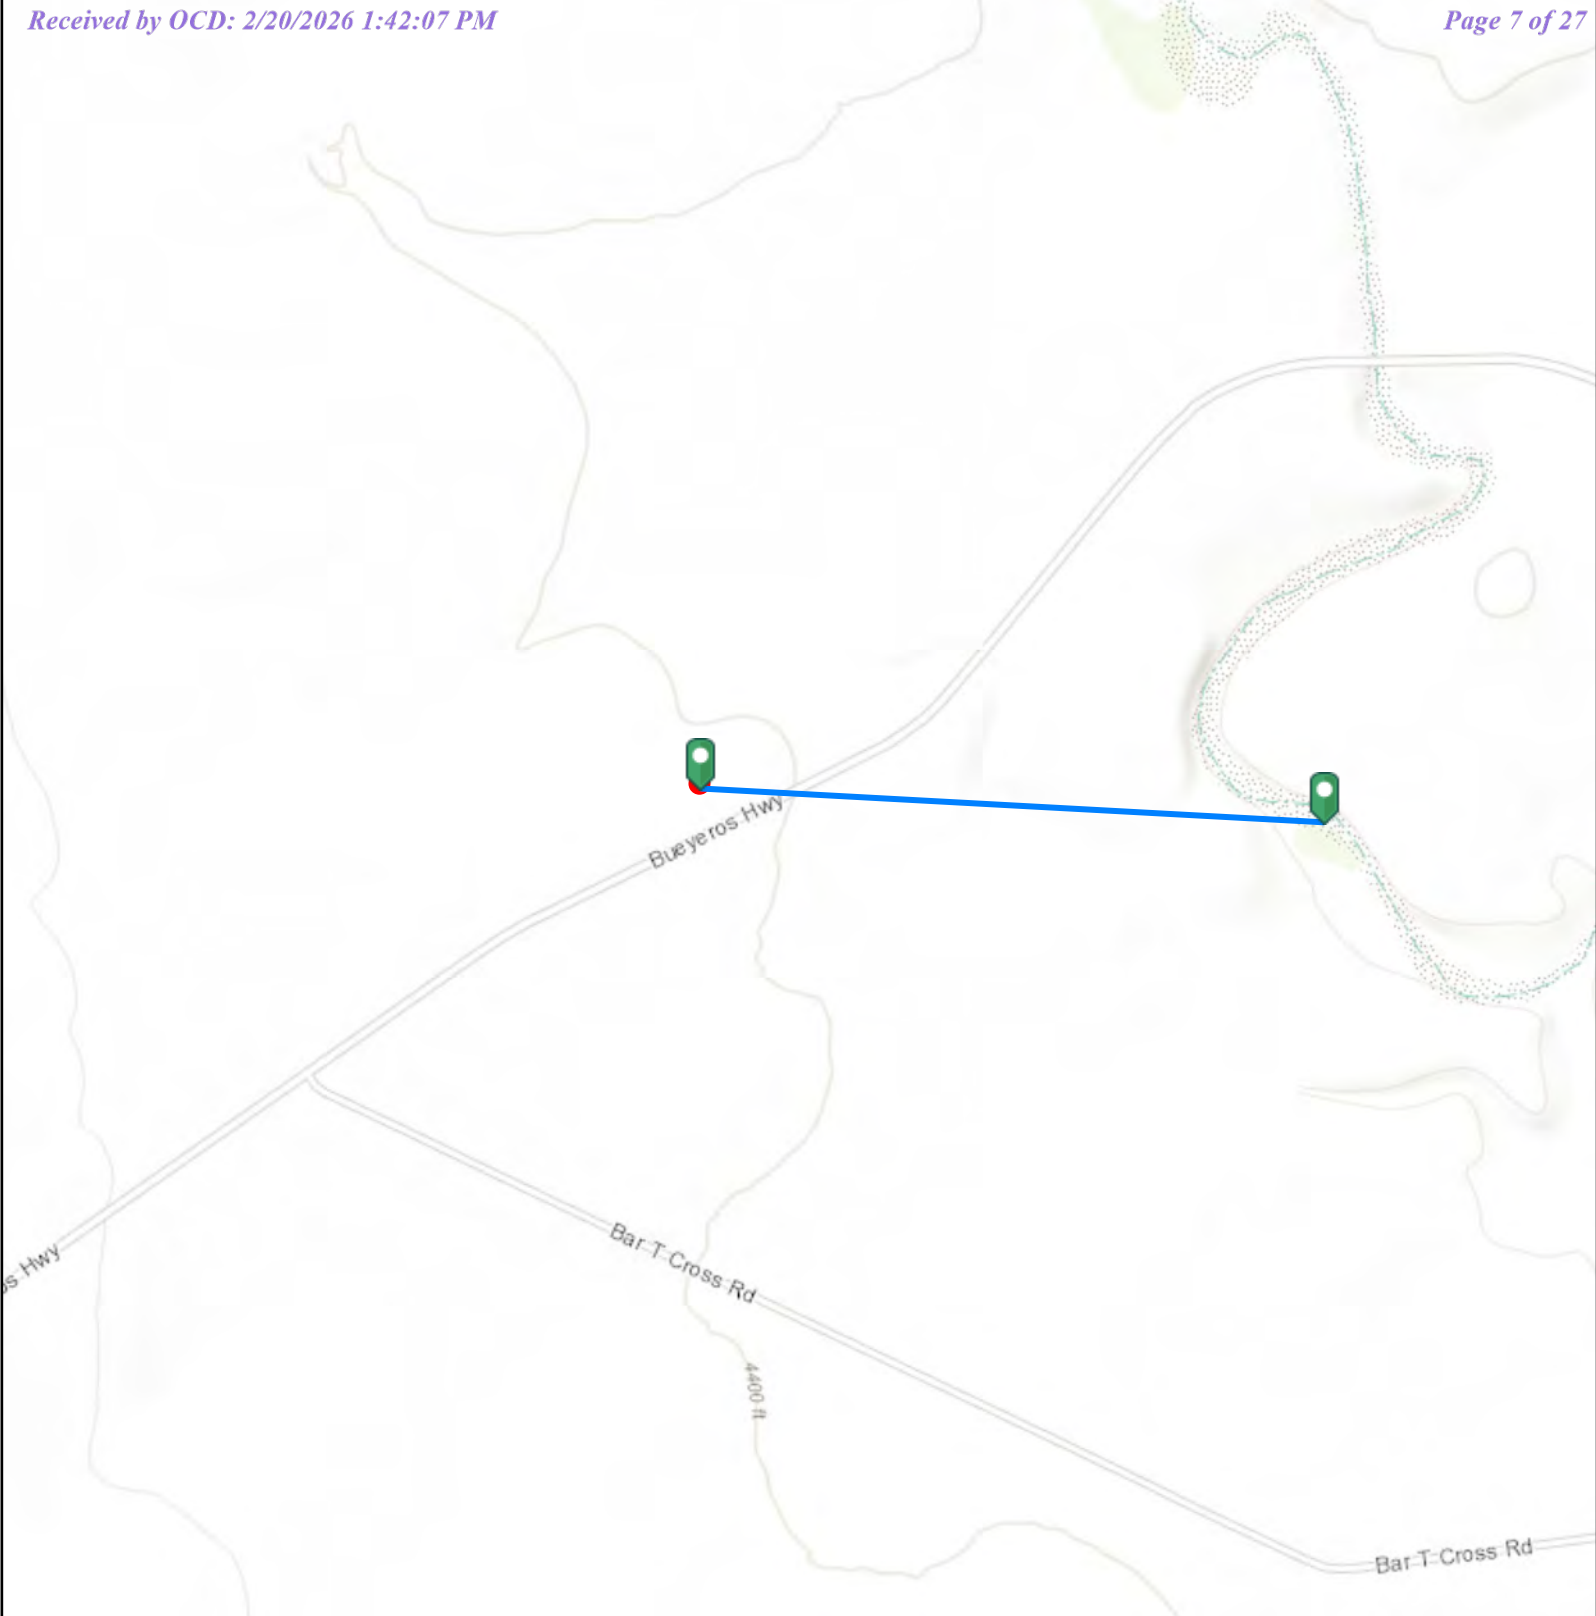 Received by OCD: 2/20/2026 1:42:07 PM
Page 7 of 27
Bueyeros Hwy
os Hwy
Bar T Cross Rd
4400 ft
Bar T Cross Rd